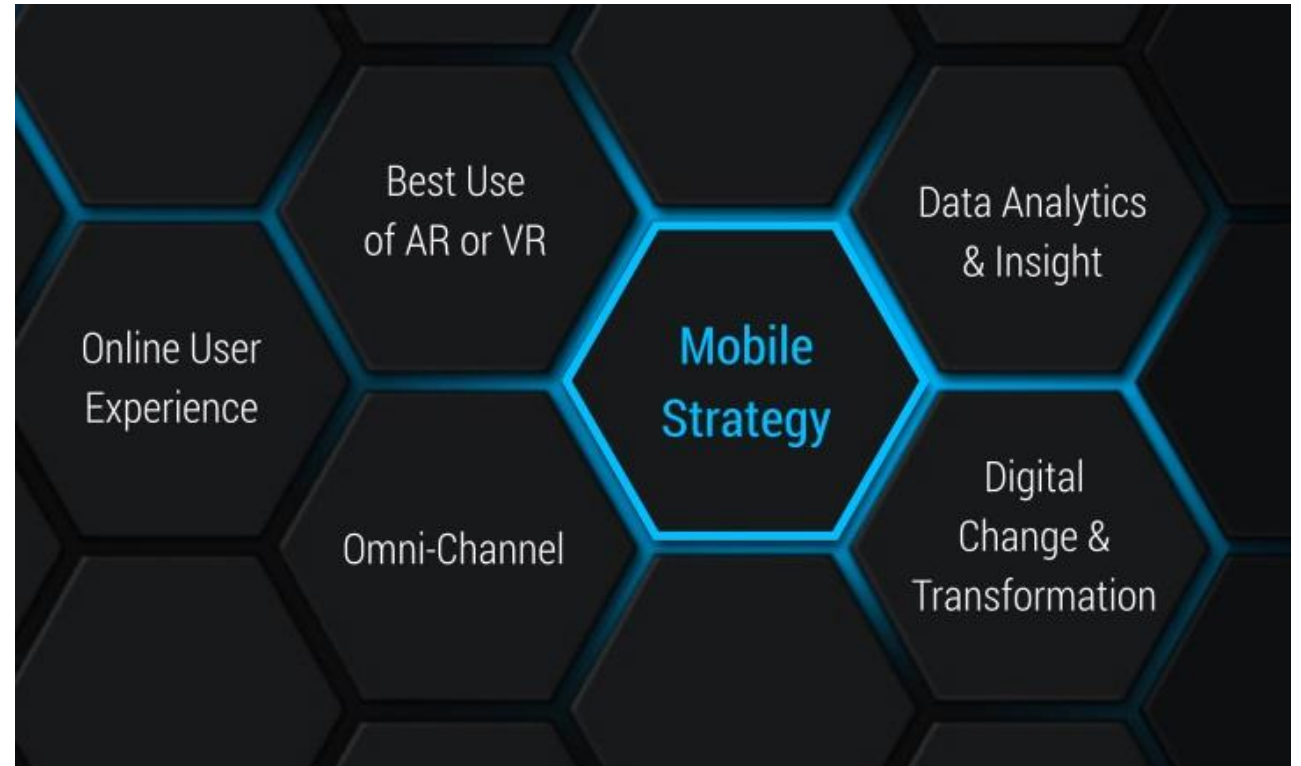 Online User
Experience
Best Use
of AR or VR
Omni-Channel
Mobile
Strategy
Data Analytics
& Insight
Digital
Change &
Transformation